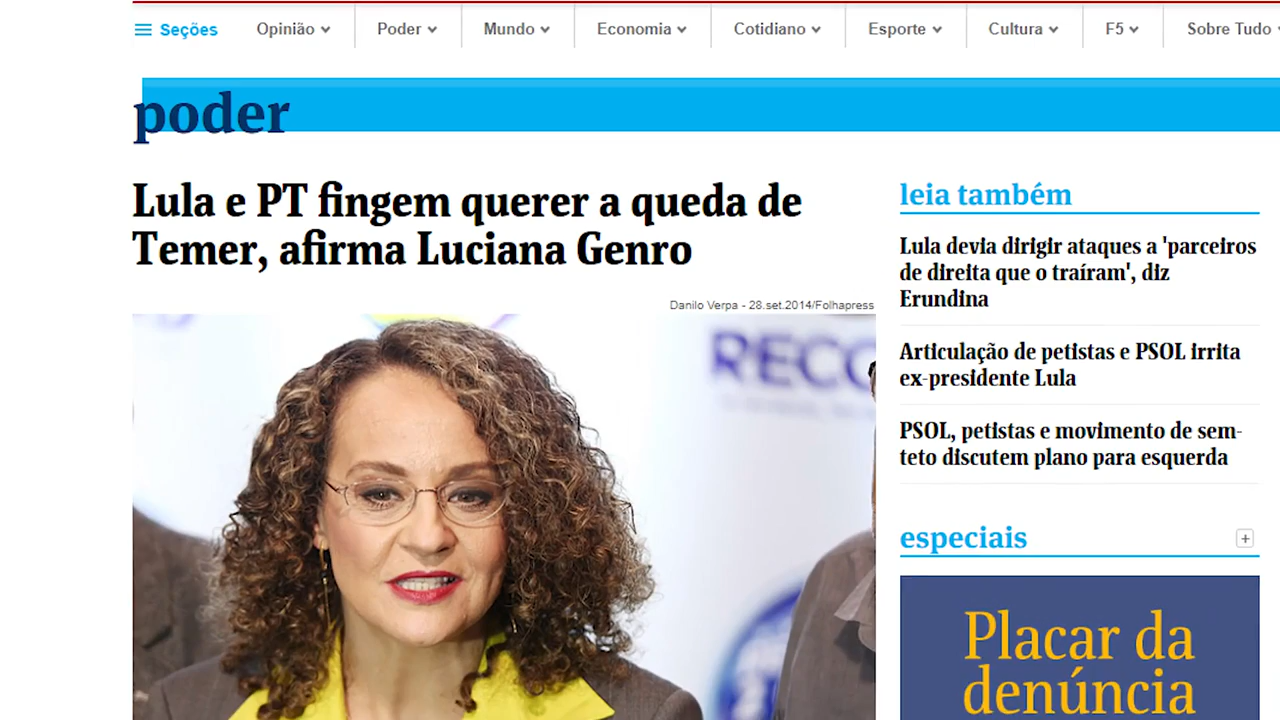 Seções Opinião Poder Mundo Economia Cotidiano Esporte Cultura F5 Sobre Tudo
poder
Lula e PT fingem querer a queda de
Temer, afirma Luciana Genro
Danilo Verpa - 28.set.2014/Folhapress
RECO
leia também
Lula devia dirigir ataques a 'parceiros
de direita que o traíram', diz
Erundina
Articulação de petistas e PSOL irrita
ex-presidente Lula
PSOL, petistas e movimento de sem-
teto discutem plano para esquerda
especiais
Placar da
denúncia